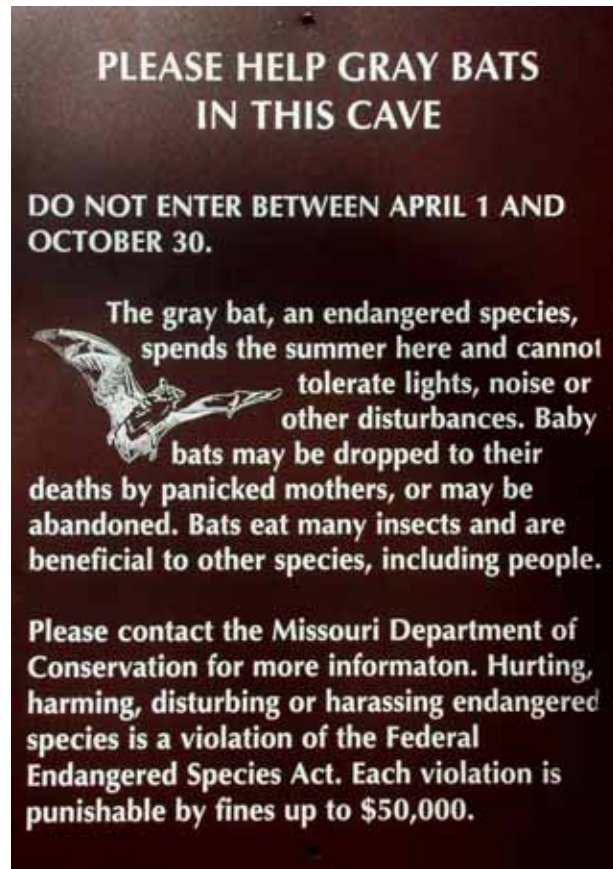 PLEASE HELP GRAY BATS
IN THIS CAVE
DO NOT ENTER BETWEEN APRIL 1 AND
OCTOBER 30.
The gray bat, an endangered species,
spends the summer here and cannot
tolerate lights, noise or
other disturbances. Baby
bats may be dropped to their
deaths by panicked mothers, or may be
abandoned. Bats eat many insects and are
beneficial to other species, including people.
Please contact the Missouri Department of
Conservation for more informaton. Hurting,
harming, disturbing or harassing endangered
species is a violation of the Federal
Endangered Species Act. Each violation is
punishable by fines up to $50,000.